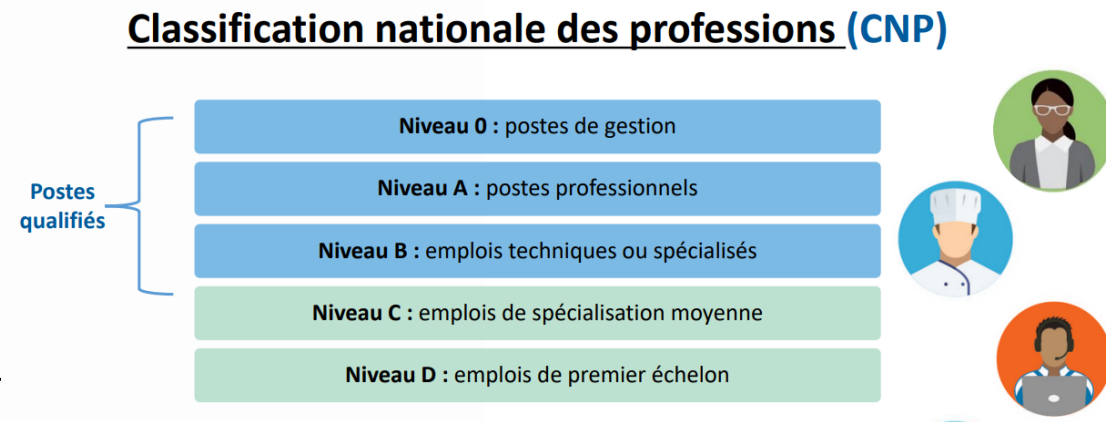 Classification nationale des professions (CNP)
Niveau 0 : postes de gestion
Niveau A : postes professionnels
Postes
qualifiés
Niveau B : emplois techniques ou spécialisés
Niveau C : emplois de spécialisation moyenne
Niveau D : emplois de premier échelon